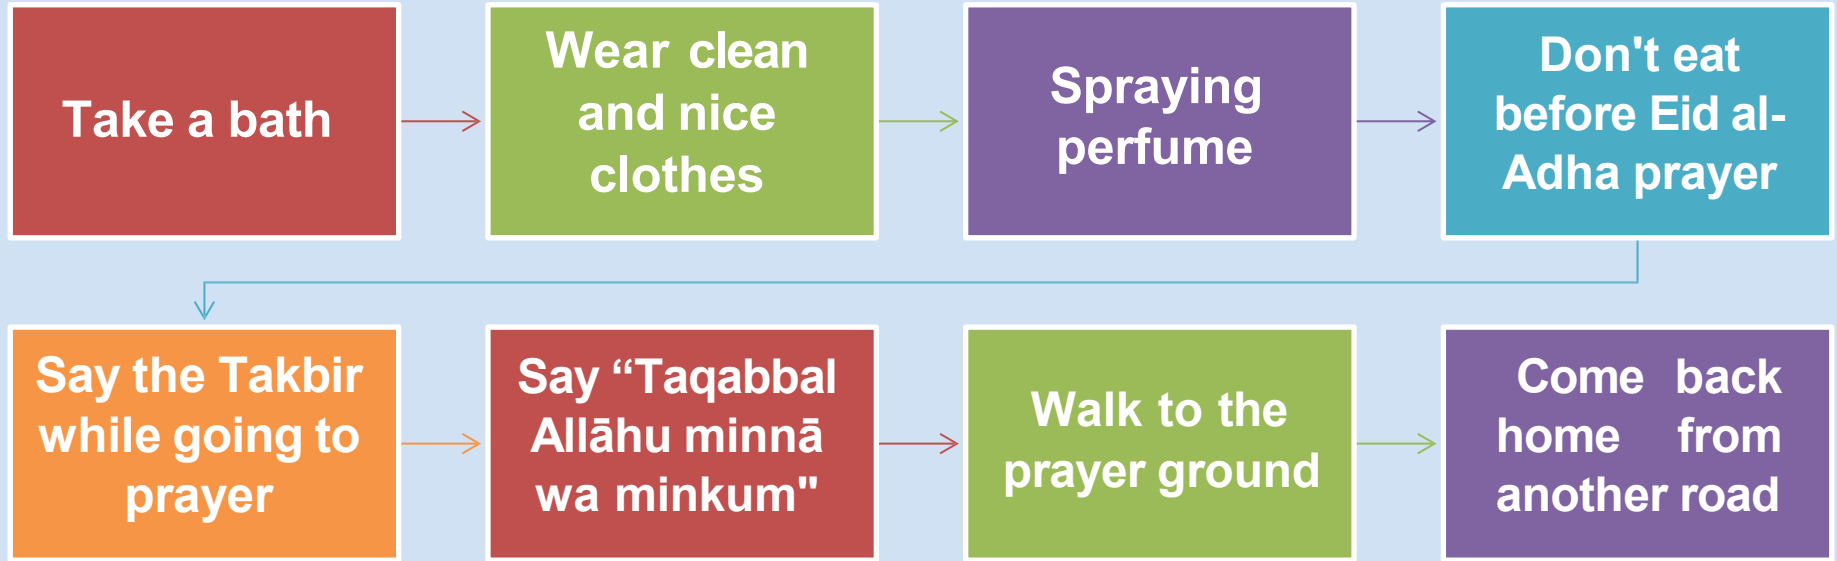 Take a bath
Wear clean
and nice
clothes
Spraying
perfume
Don't eat
before Eid al-
Adha prayer
Say the Takbir
while going to
prayer
Say “Taqabbal
Allāhu minnā
wa minkum"
Walk to the
prayer ground
Come back
home from
another road